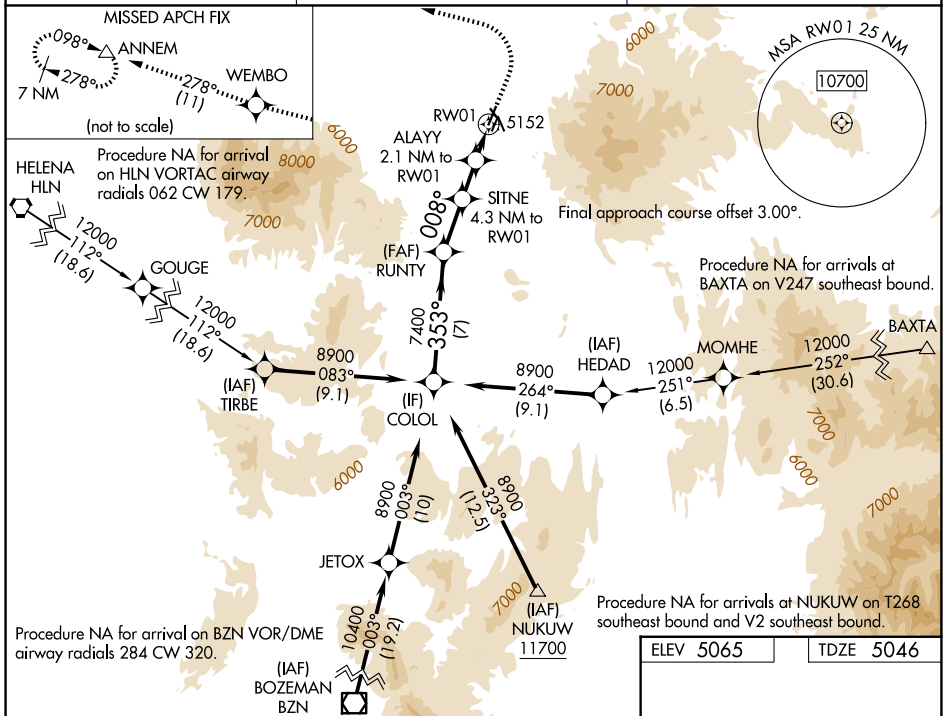 MISSED APCH FIX
098°
ANNEM
278°
7 NM
278°
(11)
WEMBO
(not to scale)
6000
8000
7000
Procedure NA for arrival
on HLN VORTAC airway
radials 062 CW 179.
HELENA
HLN
12000
112°
(18.6)
GOUGE
12000
112°
(18.6)
(IAF)
TIRBE
8900
083°
(9.1)
(IF)
COLOL
7400
353°
(7)
(FAF)
RUNTY
008°
SITNE
4.3 NM to
RW01
ALAYY
2.1 NM to
RW01
RW01
5152
6000
7000
MSA RW01 25 NM
10700
Final approach course offset 3.00°.
Procedure NA for arrivals at
BAXTA on V247 southeast bound.
BAXTA
12000
252°
(30.6)
MOMHE
12000
251°
(6.5)
(IAF)
HEDAD
8900
264°
(9.1)
7000
6000
7000
6000
8900
003°
(10)
JETOX
8900
323°
(12.5)
7000
(IAF)
NUKUW
11700
Procedure NA for arrivals at NUKUW on T268
southeast bound and V2 southeast bound.
Procedure NA for arrival on BZN VOR/DME
airway radials 284 CW 320.
10400
003°
(19.2)
(IAF)
BOZEMAN
BZN
ELEV 5065
TDZE 5046